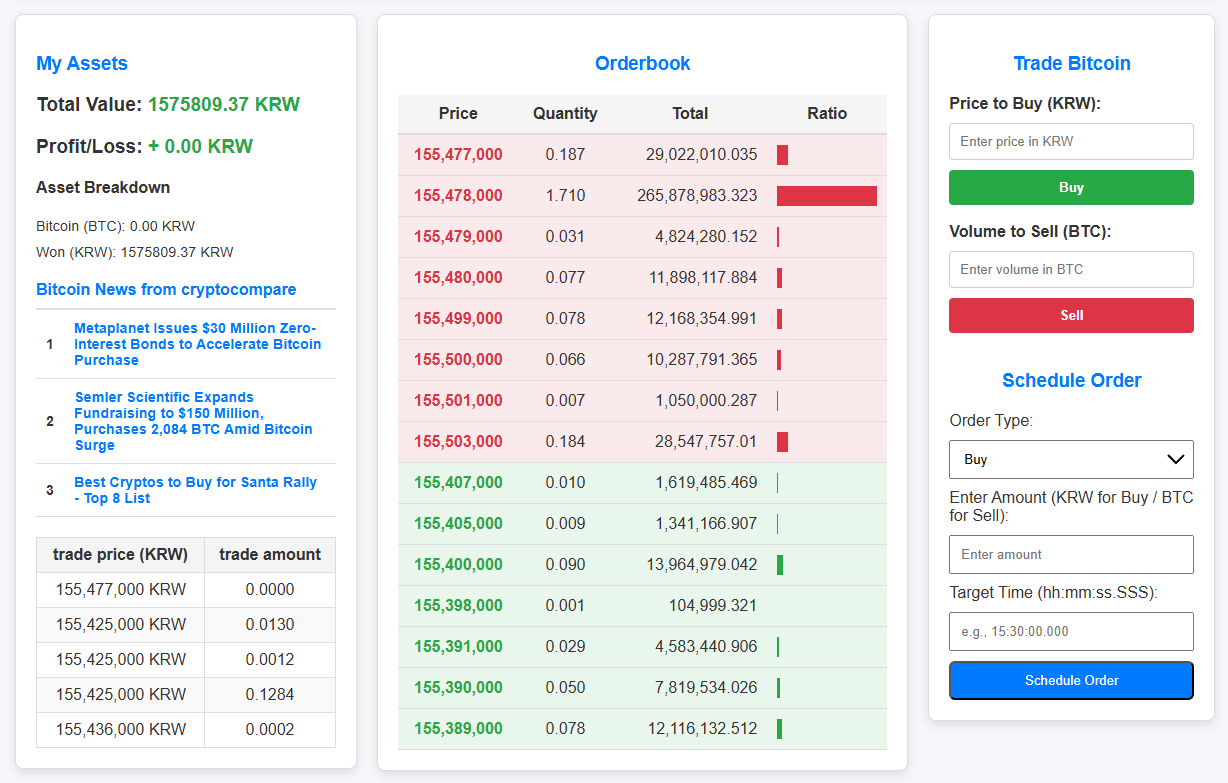 My Assets
Total Value: 1575809.37 KRW
Profit/Loss: + 0.00 KRW
Asset Breakdown
Bitcoin (BTC): 0.00 KRW
Won (KRW): 1575809.37 KRW
Bitcoin News from cryptocompare
1 Metaplanet Issues $30 Million Zero-
Interest Bonds to Accelerate Bitcoin
Purchase
2 Semler Scientific Expands
Fundraising to $150 Million,
Purchases 2,084 BTC Amid Bitcoin
Surge
3 Best Cryptos to Buy for Santa Rally
- Top 8 List
trade price (KRW) trade amount
155,477,000 KRW 0.0000
155,425,000 KRW 0.0130
155,425,000 KRW 0.0012
155,425,000 KRW 0.1284
155,436,000 KRW 0.0002
Orderbook
Price Quantity Total Ratio
155,477,000 0.187 29,022,010.035
155,478,000 1.710 265,878,983.323
155,479,000 0.031 4,824,280.152
155,480,000 0.077 11,898,117.884
155,499,000 0.078 12,168,354.991
155,500,000 0.066 10,287,791.365
155,501,000 0.007 1,050,000.287
155,503,000 0.184 28,547,757.01
155,407,000 0.010 1,619,485.469
155,405,000 0.009 1,341,166.907
155,400,000 0.090 13,964,979.042
155,398,000 0.001 104,999.321
155,391,000 0.029 4,583,440.906
155,390,000 0.050 7,819,534.026
155,389,000 0.078 12,116,132.512
Trade Bitcoin
Price to Buy (KRW):
Enter price in KRW
Buy
Volume to Sell (BTC):
Enter volume in BTC
Sell
Schedule Order
Order Type:
Buy
Enter Amount (KRW for Buy / BTC
for Sell):
Enter amount
Target Time (hh:mm:ss.SSS):
e.g., 15:30:00.000
Schedule Order